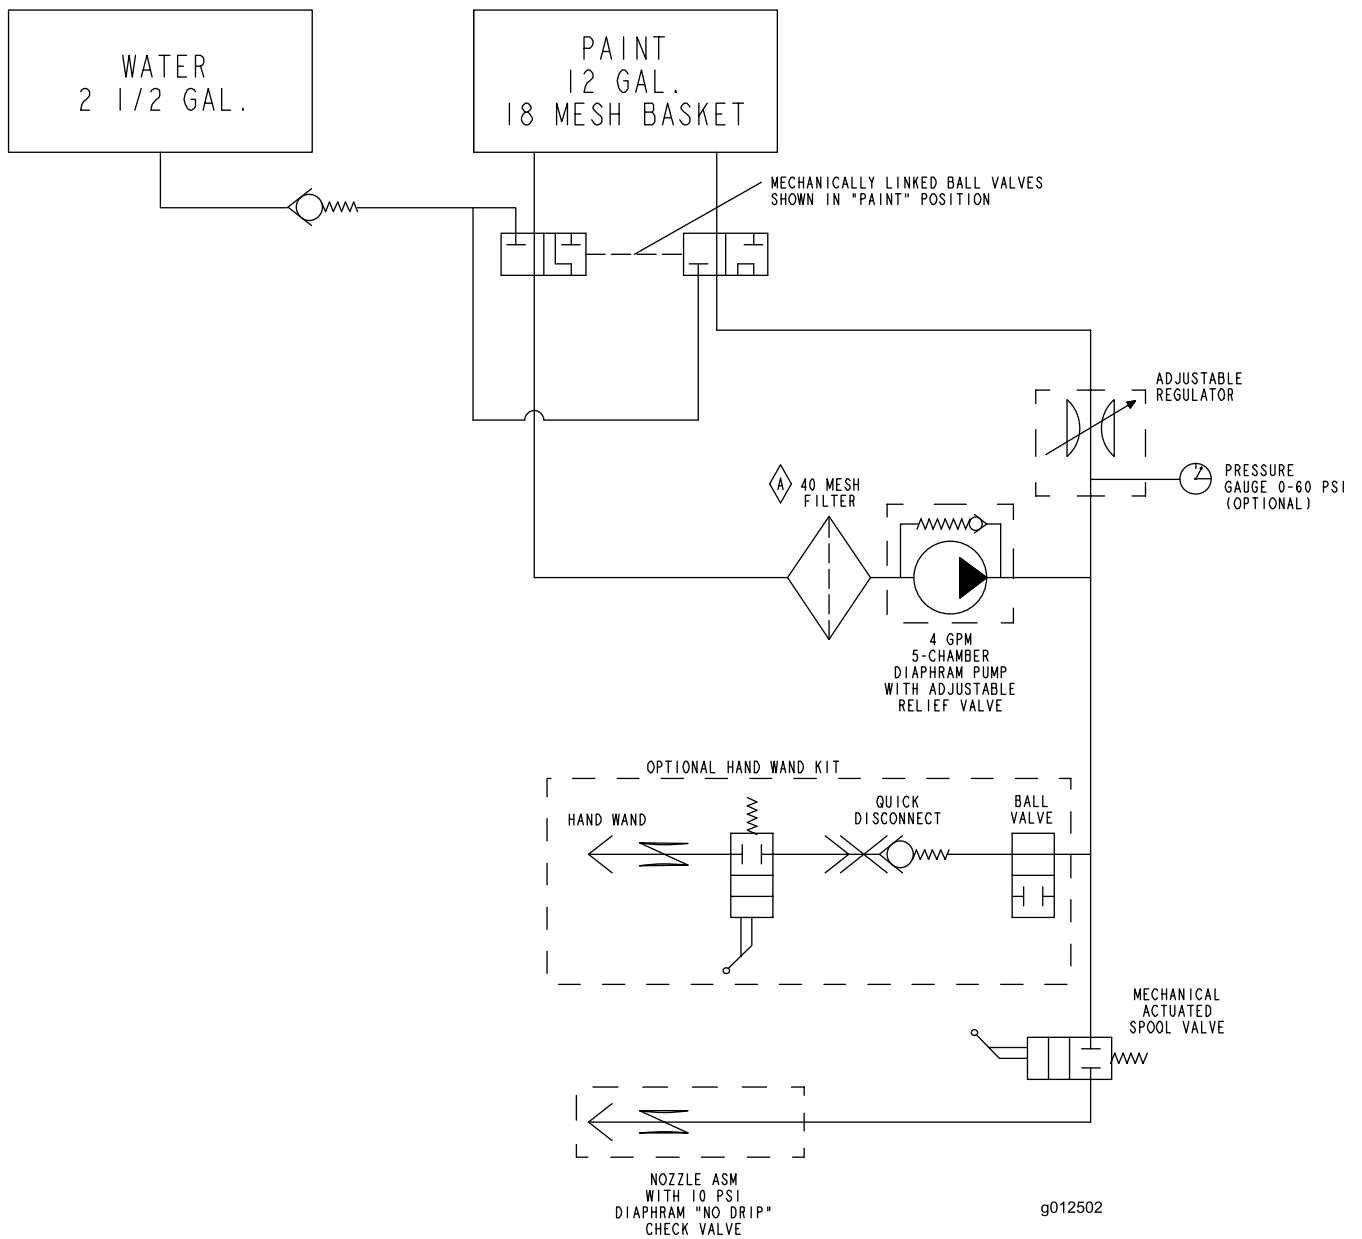 WATER
2 1/2 GAL.
PAINT
12 GAL.
18 MESH BASKET
MECHANICALLY LINKED BALL VALVES
SHOWN IN "PAINT" POSITION
ADJUSTABLE
REGULATOR
PRESSURE
GAUGE 0-60 PSI
(OPTIONAL)
A
40 MESH
FILTER
4 GPM
5-CHAMBER
DIAPHRAM PUMP
WITH ADJUSTABLE
RELIEF VALVE
OPTIONAL HAND WAND KIT
HAND WAND
QUICK
DISCONNECT
BALL
VALVE
MECHANICAL
ACTUATED
SPOOL VALVE
NOZZLE ASM
WITH 10 PSI
DIAPHRAM "NO DRIP"
CHECK VALVE
g012502